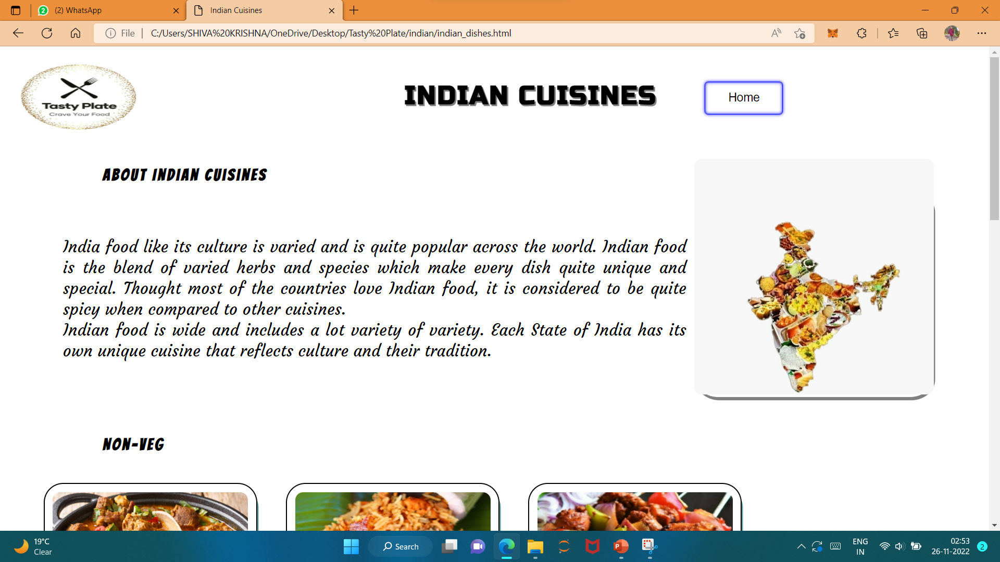 (2) WhatsApp
Indian Cuisines
File
C:/Users/SHIVA%20KRISHNA/OneDrive/Desktop/Tasty%20Plate/indian/indian_dishes.html
Tasty Plate
Crave Your Food
INDIAN CUISINES
Home
ABOUT INDIAN CUISINES
India food like its culture is varied and is quite popular across the world. Indian food
is the blend of varied herbs and species which make every dish quite unique and
special. Thought most of the countries love Indian food, it is considered to be quite
spicy when compared to other cuisines.
Indian food is wide and includes a lot variety of variety. Each State of India has its
own unique cuisine that reflects culture and their tradition.
NON-VEG
19°C
Clear
Search
ENG
IN
02:53
26-11-2022
2